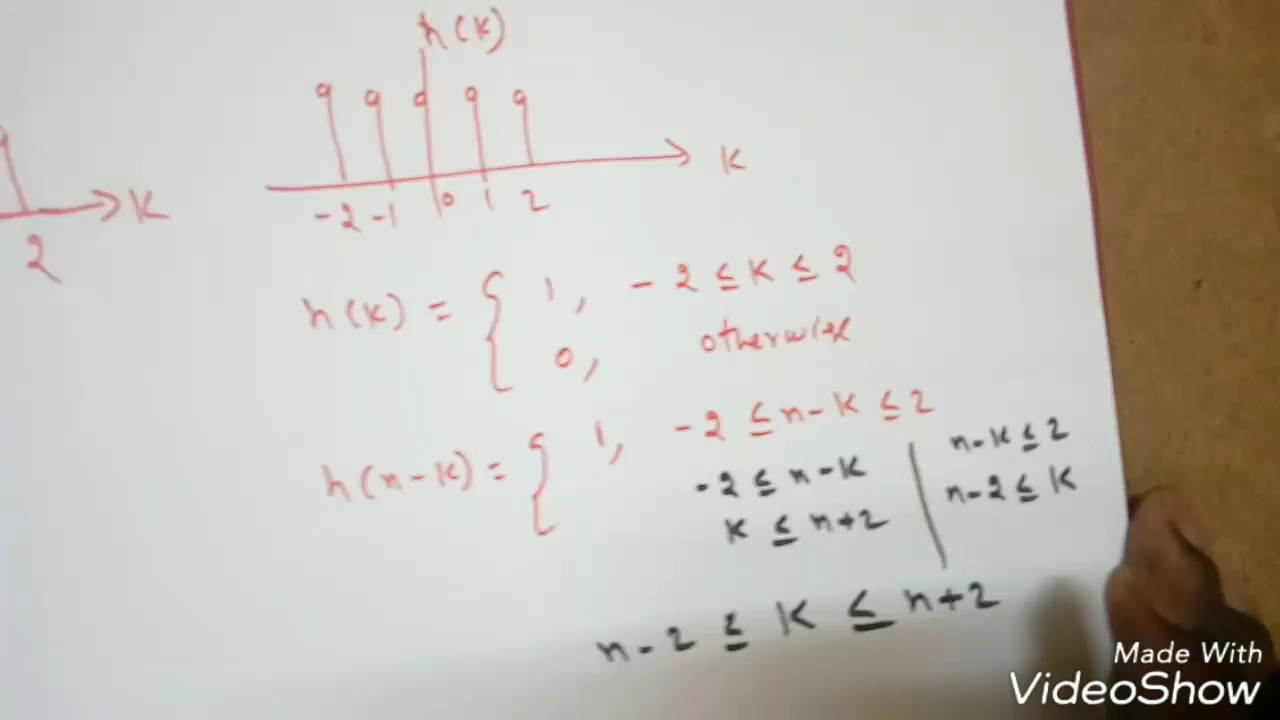 h(k)
k
-2 -1 0 1 2
k
2
h(k) = { 1, -2 ≤ k ≤ 2
0, otherwise
h(n-k) = { 1, -2 ≤ n-k ≤ 2
-2 ≤ n-k
k ≤ n+2
n-k ≤ 2
n-2 ≤ k
n-2 ≤ k ≤ n+2
Made With
VideoShow